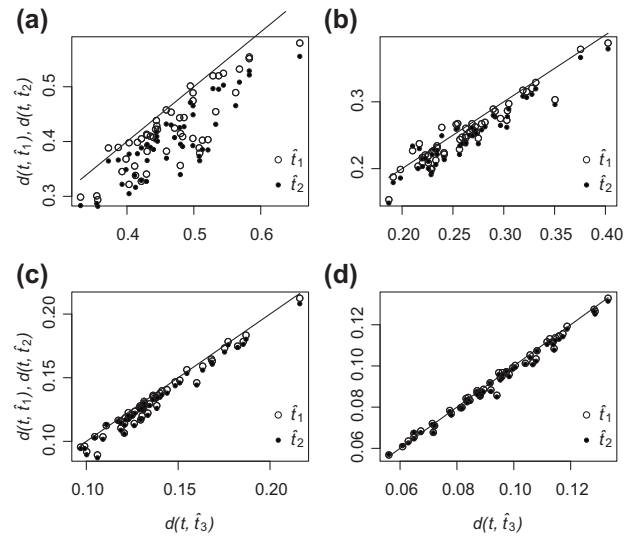 (a)
d(t, t̂1), d(t, t̂2)
0.5
0.4
0.3
0.4 0.5 0.6
t̂1
t̂2
(b)
0.3
0.2
0.20 0.25 0.30 0.35 0.40
t̂1
t̂2
(c)
d(t, t̂1), d(t, t̂2)
0.20
0.15
0.10
0.10 0.15 0.20
t̂1
t̂2
d(t, t̂3)
(d)
0.12
0.10
0.08
0.06
0.06 0.08 0.10 0.12
t̂1
t̂2
d(t, t̂3)